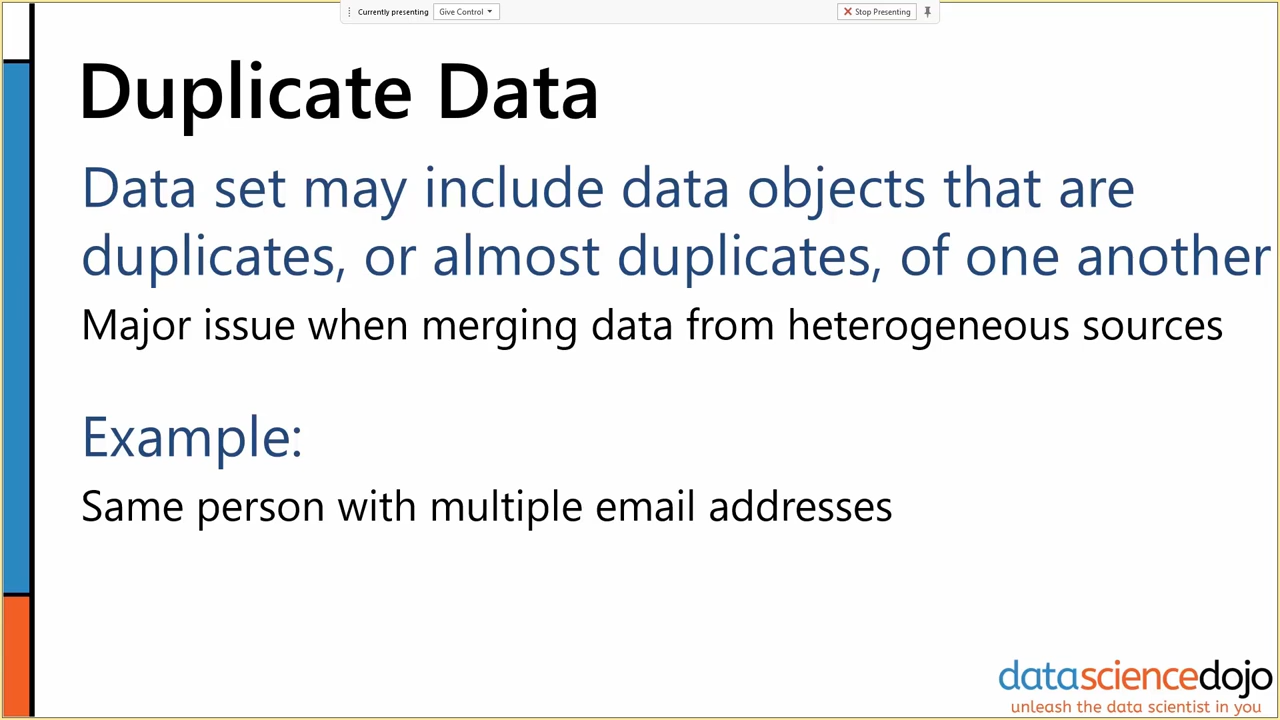 Currently presenting Give Control Stop Presenting
Duplicate Data
Data set may include data objects that are
duplicates, or almost duplicates, of one another
Major issue when merging data from heterogeneous sources
Example:
Same person with multiple email addresses
datasciencedojo
unleash the data scientist in you